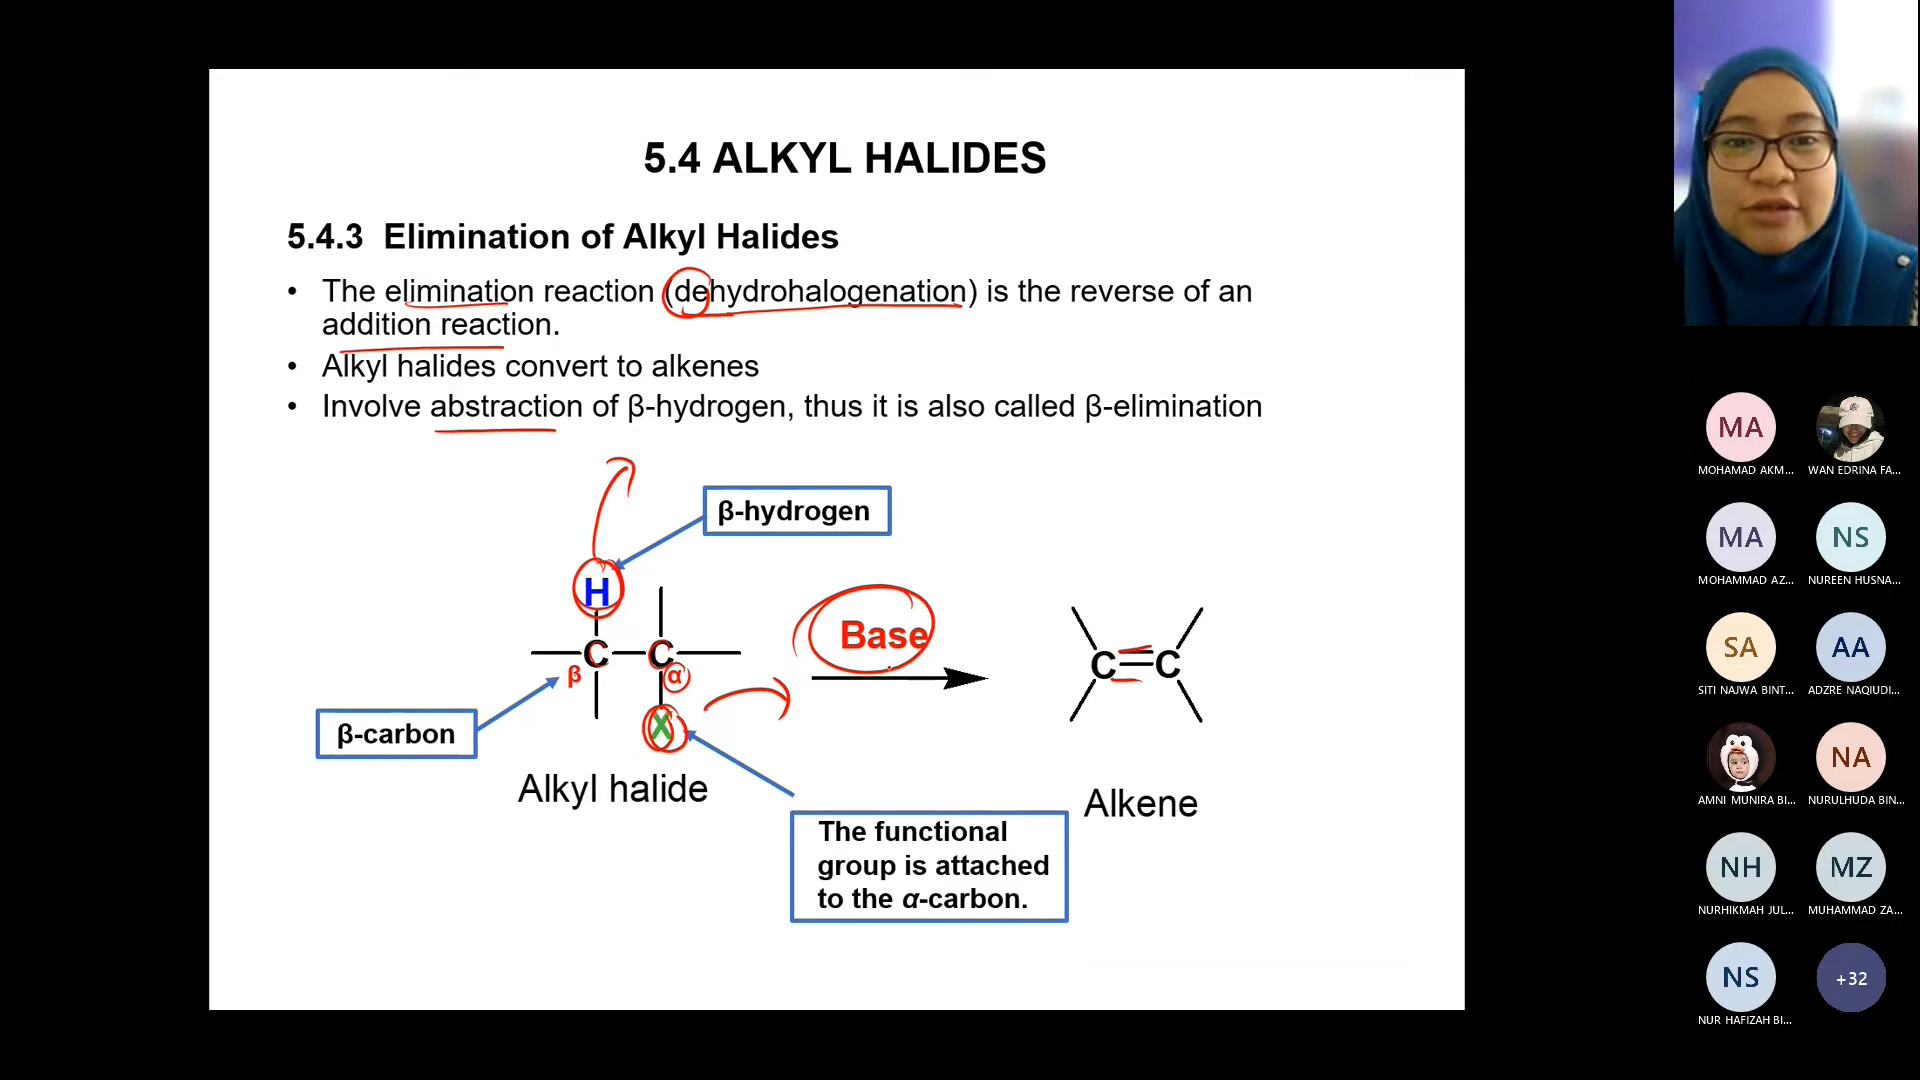 5.4 ALKYL HALIDES
5.4.3 Elimination of Alkyl Halides
• The elimination reaction (dehydrohalogenation) is the reverse of an
addition reaction.
• Alkyl halides convert to alkenes
• Involve abstraction of β-hydrogen, thus it is also called β-elimination
β-hydrogen
H
Base
C C
C C
β α
β-carbon
X
Alkyl halide
Alkene
The functional
group is attached
to the α-carbon.
MA
MOHAMAD AKM...
WAN EDRINA FA...
MA NS
MOHAMMAD AZ... NUREEN HUSNA...
SA AA
SITI NAJWA BINT... ADZRE NAQIUDI...
NA
AMNI MUNIRA BI... NURULHUDA BIN...
NH MZ
NURHIKMAH JUL... MUHAMMAD ZA...
NS +32
NUR HAFIZAH BI...